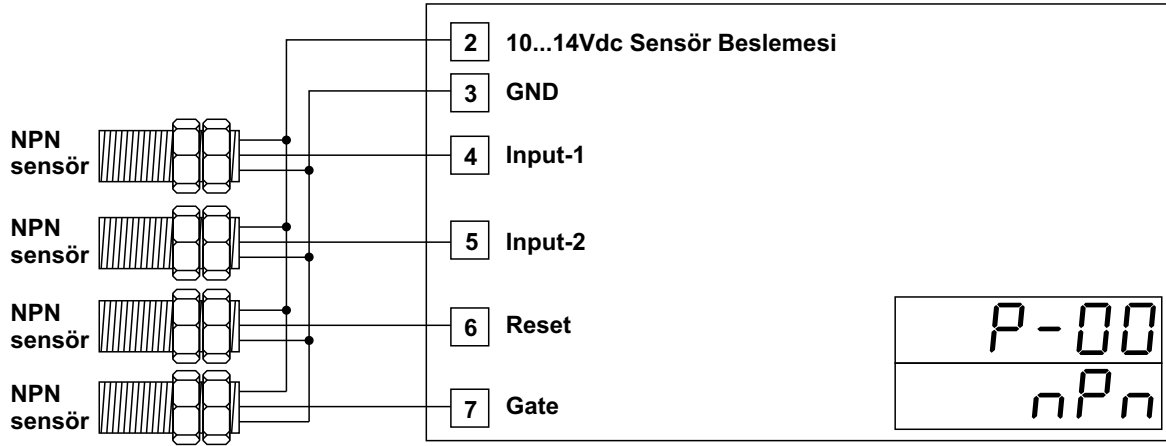 2 10...14Vdc Sensör Beslemesi
3 GND
NPN
sensör
4 Input-1
NPN
sensör
5 Input-2
NPN
sensör
6 Reset
P-00
NPN
sensör
7 Gate
nPn